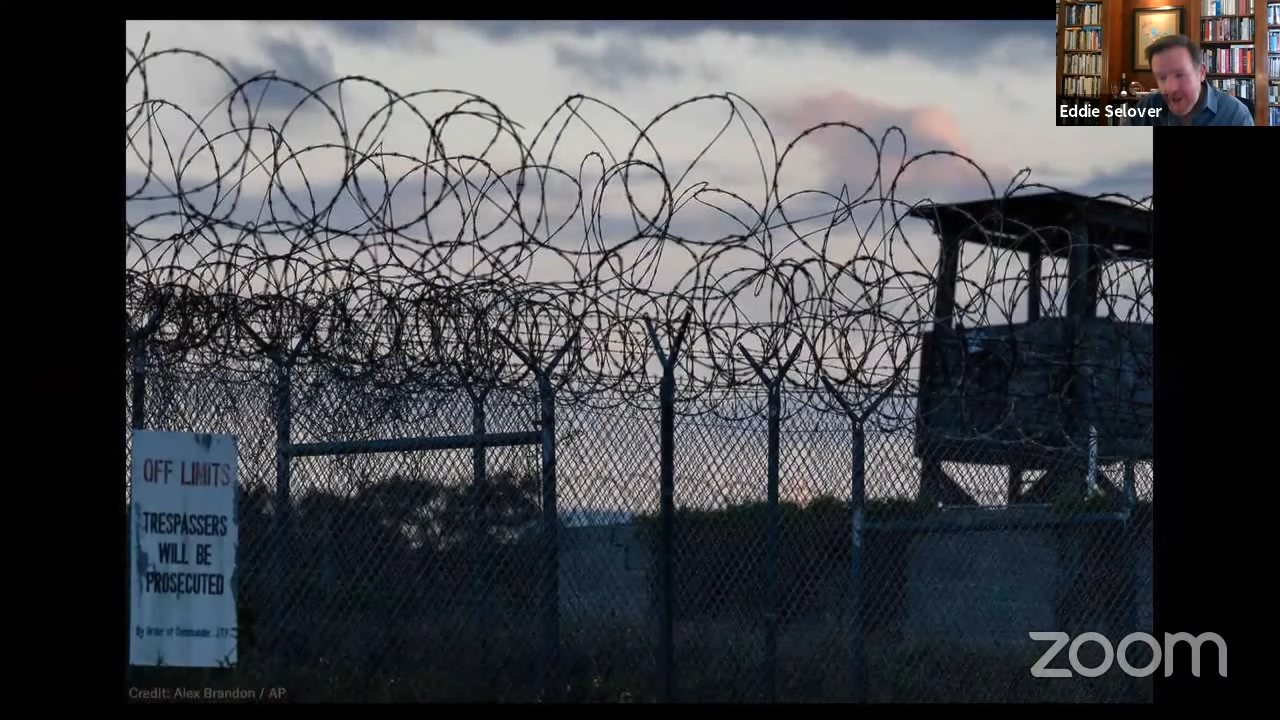 Eddie Selover
OFF LIMITS
TRESPASSERS
WILL BE
PROSECUTED
By Order of Commander, JTF
zoom
Credit: Alex Brandon / AP